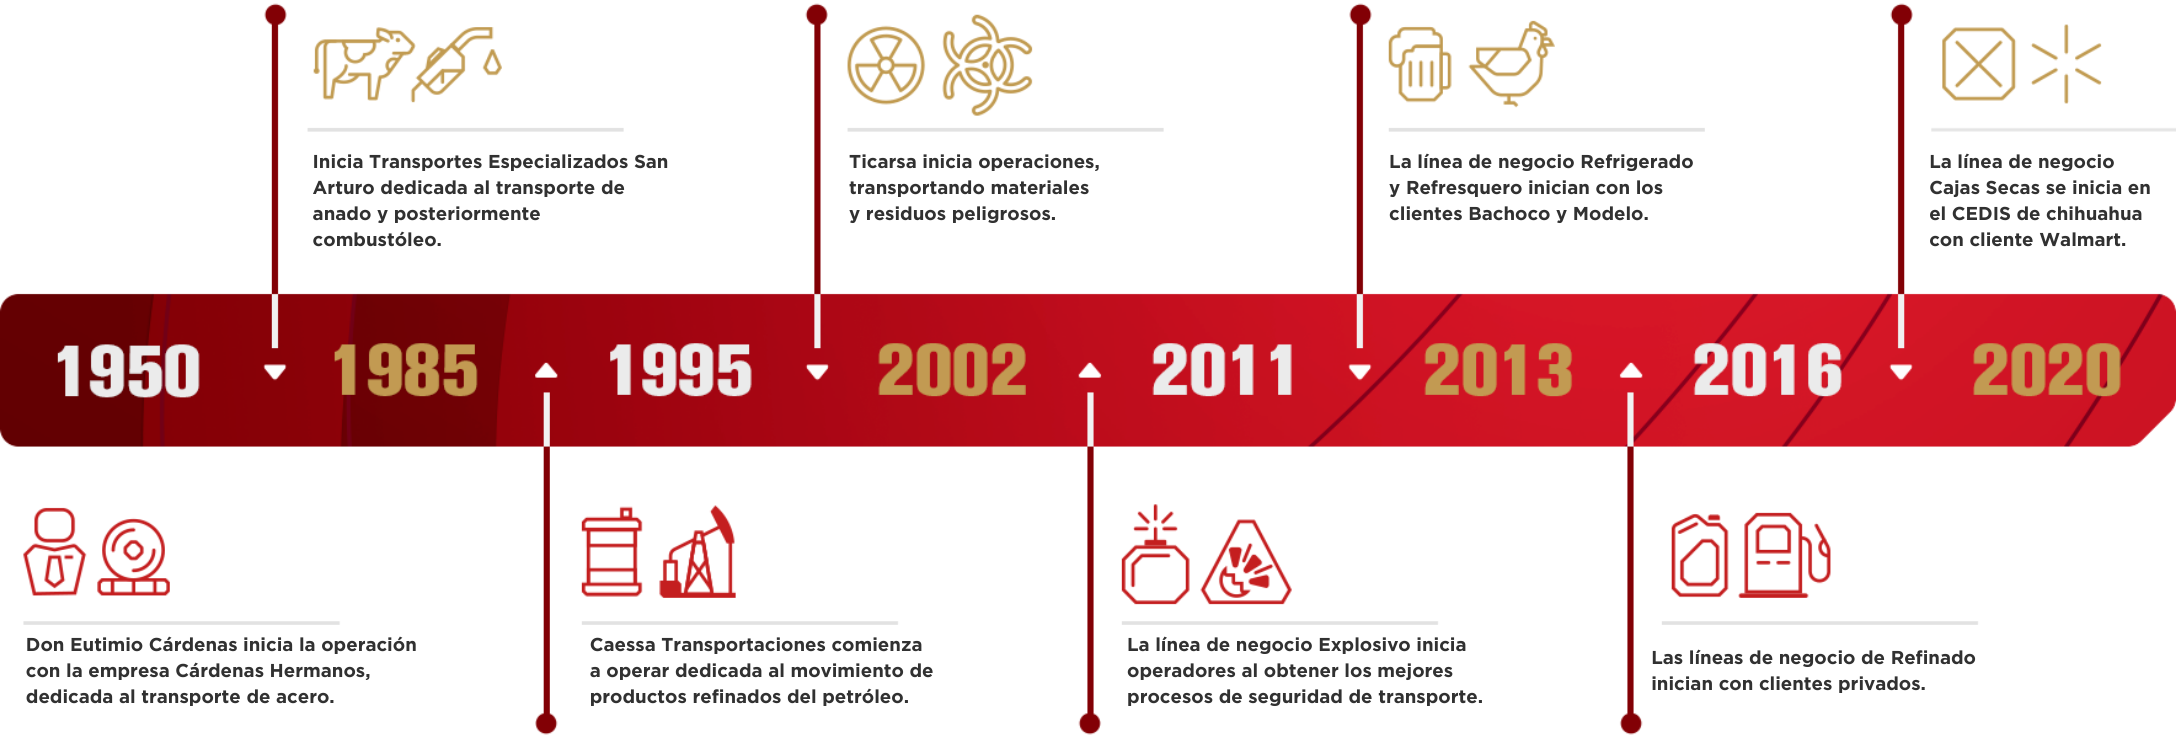 Inicia Transportes Especializados San
Arturo dedicada al transporte de
anado y posteriormente
combustóleo.
Ticarsa inicia operaciones,
transportando materiales
y residuos peligrosos.
La línea de negocio Refrigerado
y Refresquero inician con los
clientes Bachoco y Modelo.
La línea de negocio
Cajas Secas se inicia en
el CEDIS de chihuahua
con cliente Walmart.
1950 1985 1995 2002 2011 2013 2016 2020
Don Eutimio Cárdenas inicia la operación
con la empresa Cárdenas Hermanos,
dedicada al transporte de acero.
Caessa Transportaciones comienza
a operar dedicada al movimiento de
productos refinados del petróleo.
La línea de negocio Explosivo inicia
operadores al obtener los mejores
procesos de seguridad de transporte.
Las líneas de negocio de Refinado
inician con clientes privados.